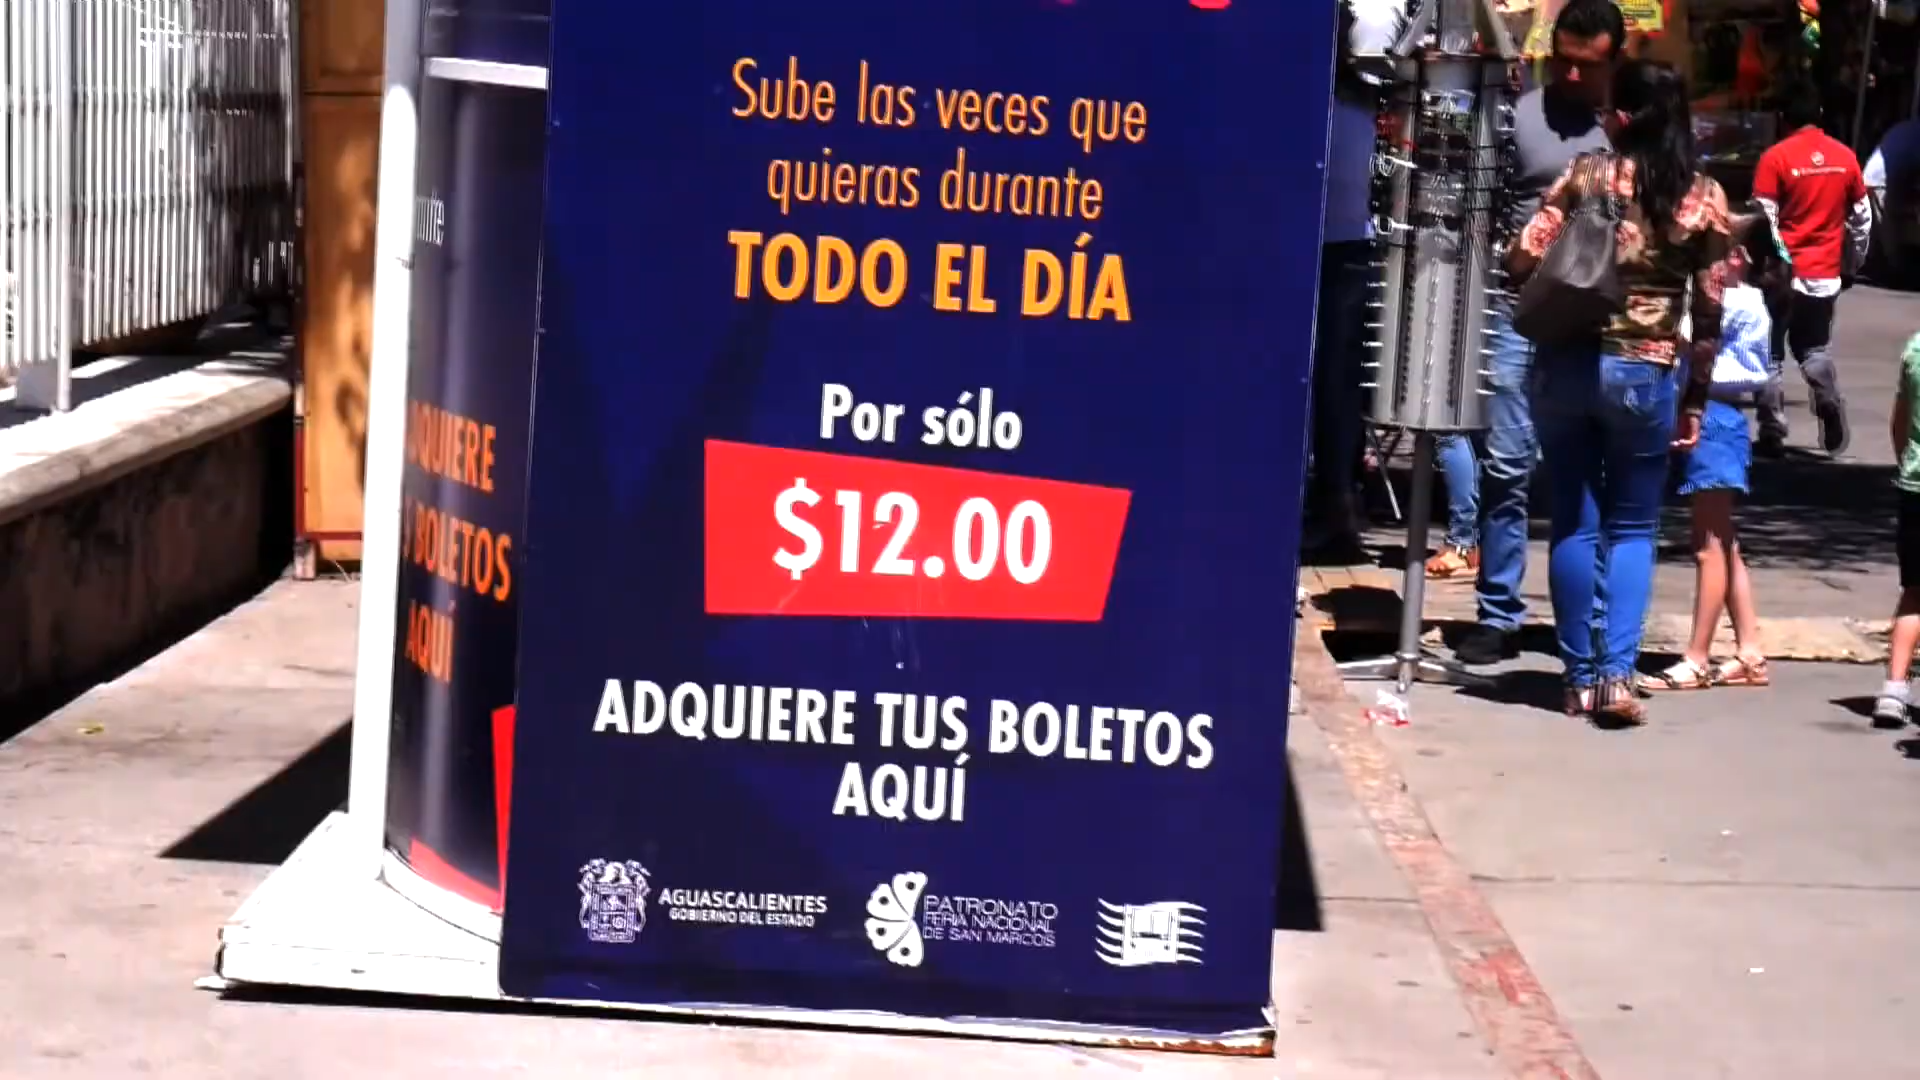 Sube las veces que
quieras durante
TODO EL DÍA
Por sólo
$12.00
ADQUIERE TUS BOLETOS
AQUÍ
AGUASCALIENTES
GOBIERNO DEL ESTADO
PATRONATO
FERIA NACIONAL
DE SAN MARCOS
BOLETOS
AQUÍ